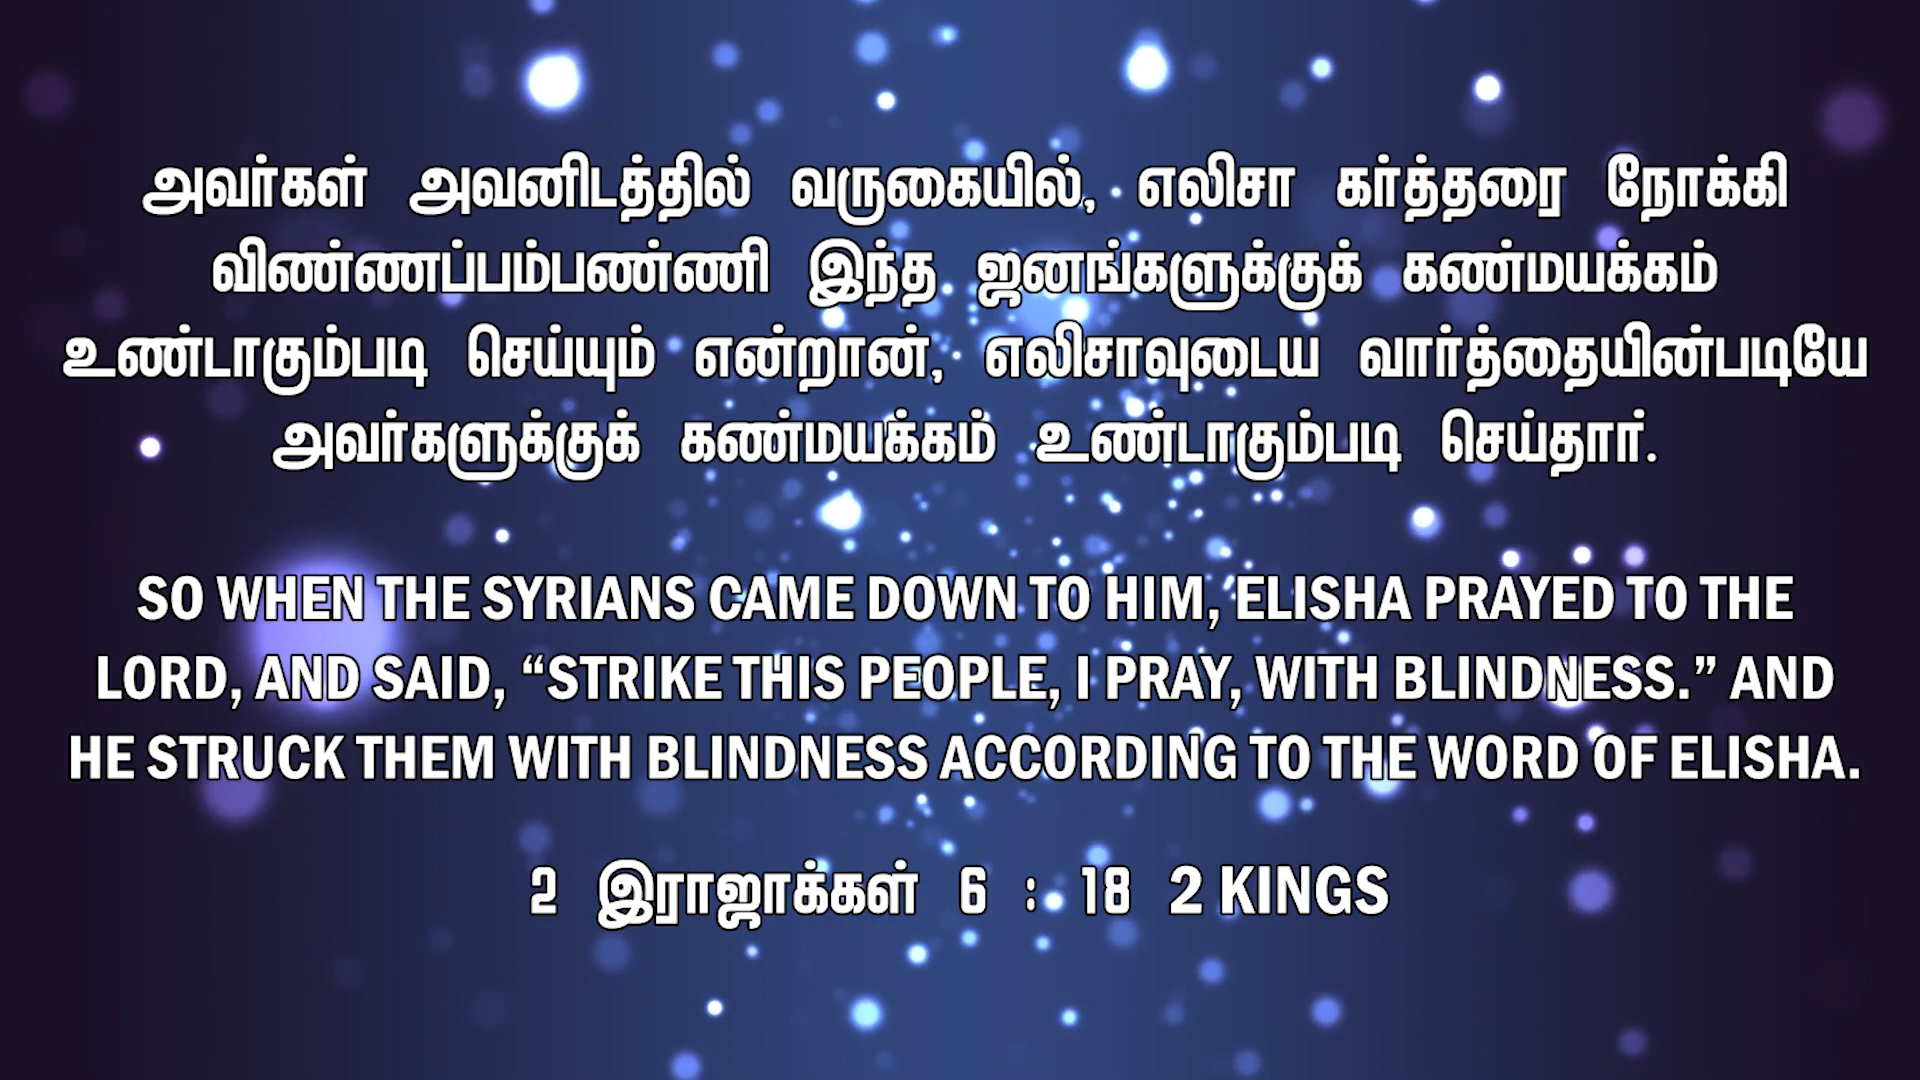 அவர்கள் அவனிடத்தில் வருகையில், எலிசா கர்த்தரை நோக்கி
விண்ணப்பம்பண்ணி இந்த ஜனங்களுக்குக் கண்மயக்கம்
உண்டாகும்படி செய்யும் என்றான், எலிசாவுடைய வார்த்தையின்படியே
அவர்களுக்குக் கண்மயக்கம் உண்டாகும்படி செய்தார்.
SO WHEN THE SYRIANS CAME DOWN TO HIM, ELISHA PRAYED TO THE
LORD, AND SAID, “STRIKE THIS PEOPLE, I PRAY, WITH BLINDNESS.” AND
HE STRUCK THEM WITH BLINDNESS ACCORDING TO THE WORD OF ELISHA.
2 இராஜாக்கள் 6 : 18 2 KINGS